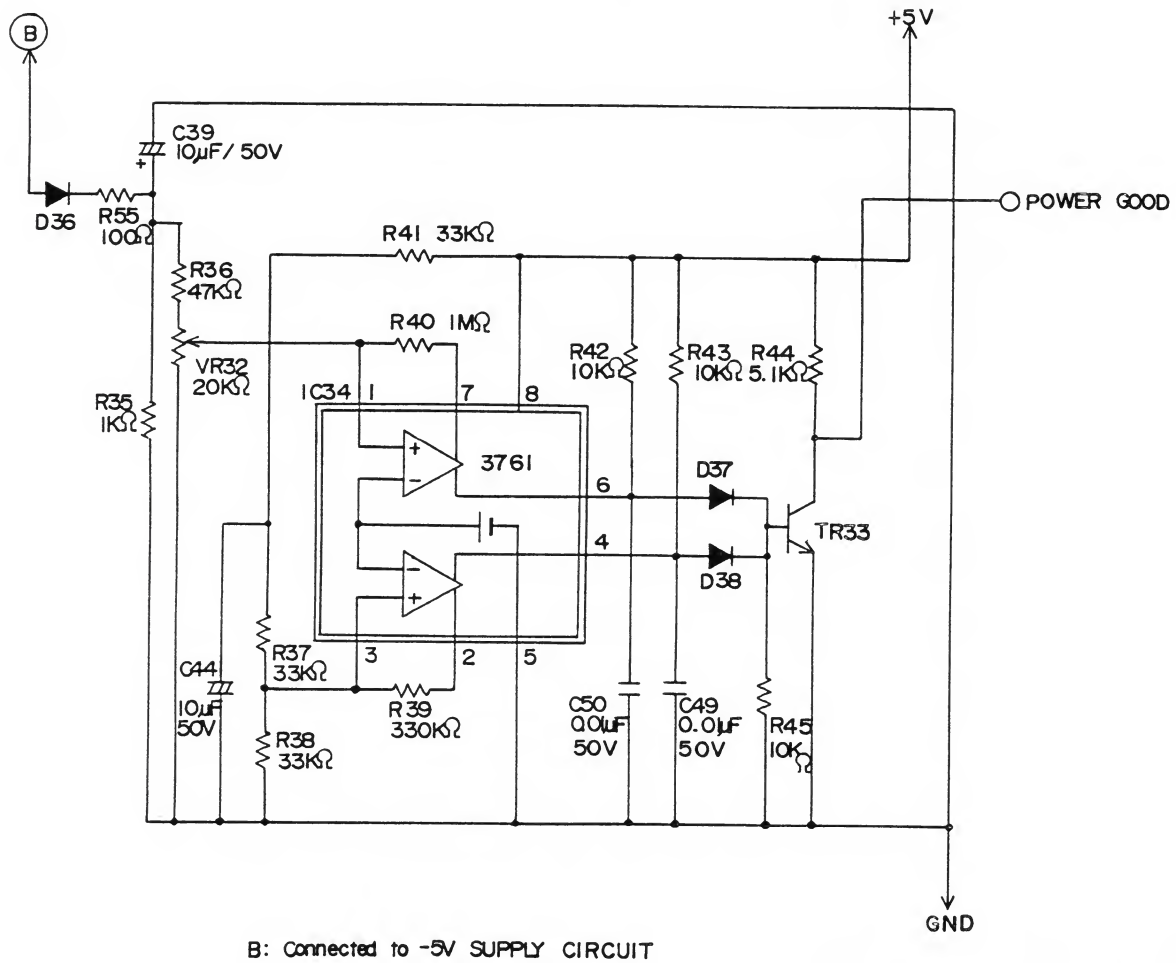 B
+5V
C39
10µF/50V
+
D36
R55
100Ω
POWER GOOD
R41 33KΩ
R36
47KΩ
R40 1MΩ
VR32
20KΩ
R42
10KΩ
R43
10KΩ
R44
5.1KΩ
R35
1KΩ
IC34
1
7
8
+
3761
-
6
D37
4
TR33
-
+
D38
3
2
5
C44
10µF
50V
R37
33KΩ
R39
330KΩ
R38
33KΩ
C50
0.01µF
50V
C49
0.01µF
50V
R45
10KΩ
GND
B: Connected to -5V SUPPLY CIRCUIT